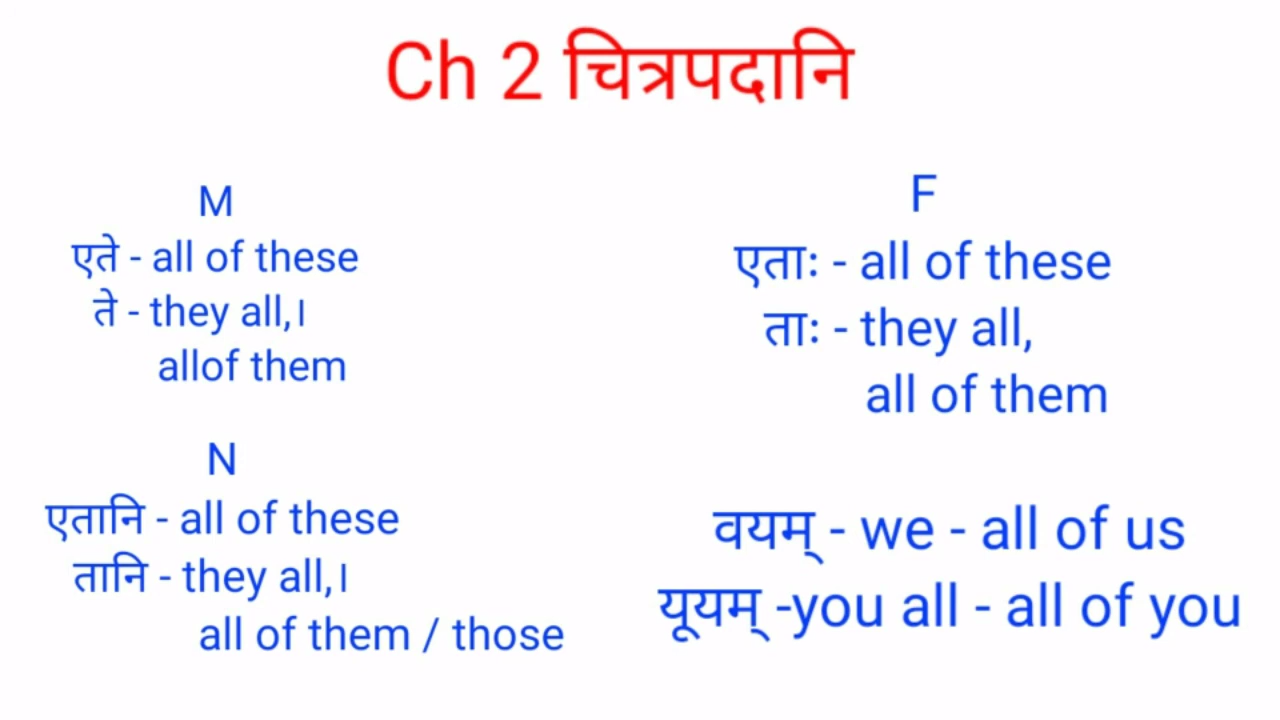 Ch 2 चित्रपदानि
M
एते - all of these
ते - they all,।
allof them
N
एतानि - all of these
तानि - they all,।
all of them / those
F
एताः - all of these
ताः - they all,
all of them
वयम् - we - all of us
यूयम् -you all - all of you